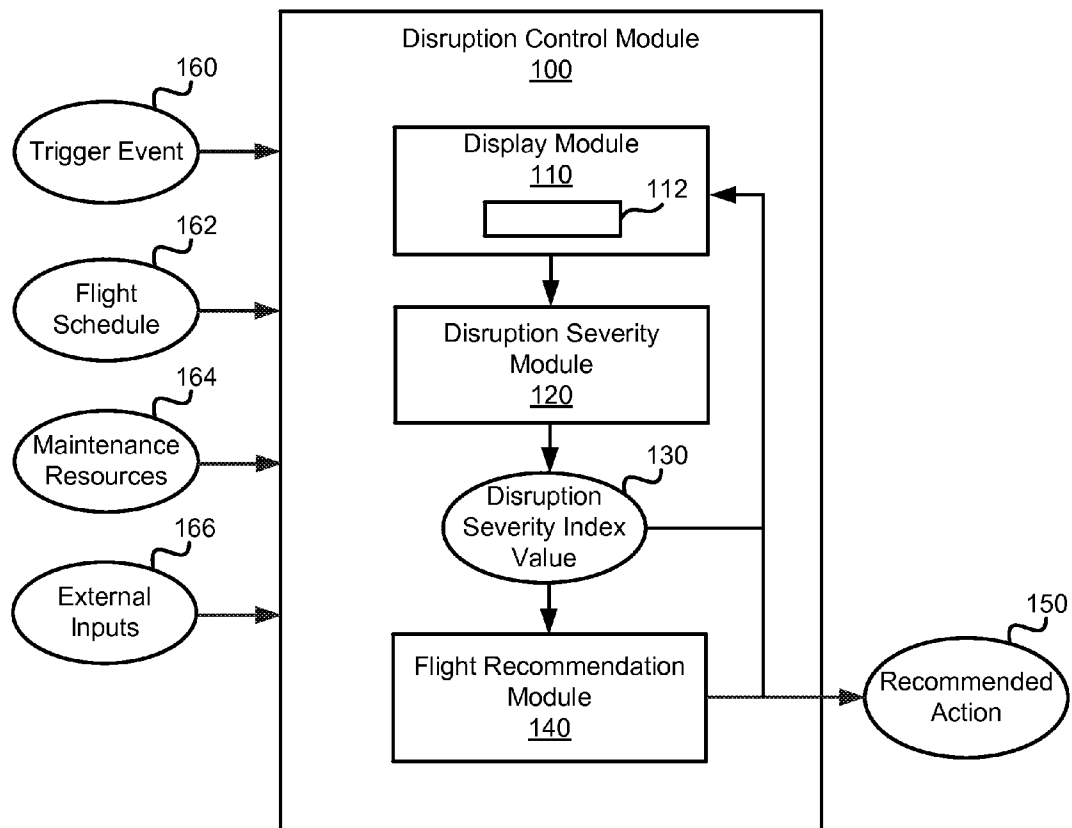 Disruption Control Module
100
160
Trigger Event
162
Flight
Schedule
164
Maintenance
Resources
166
External
Inputs
Display Module
110
112
Disruption Severity
Module
120
130
Disruption
Severity Index
Value
Flight Recommendation
Module
140
150
Recommended
Action